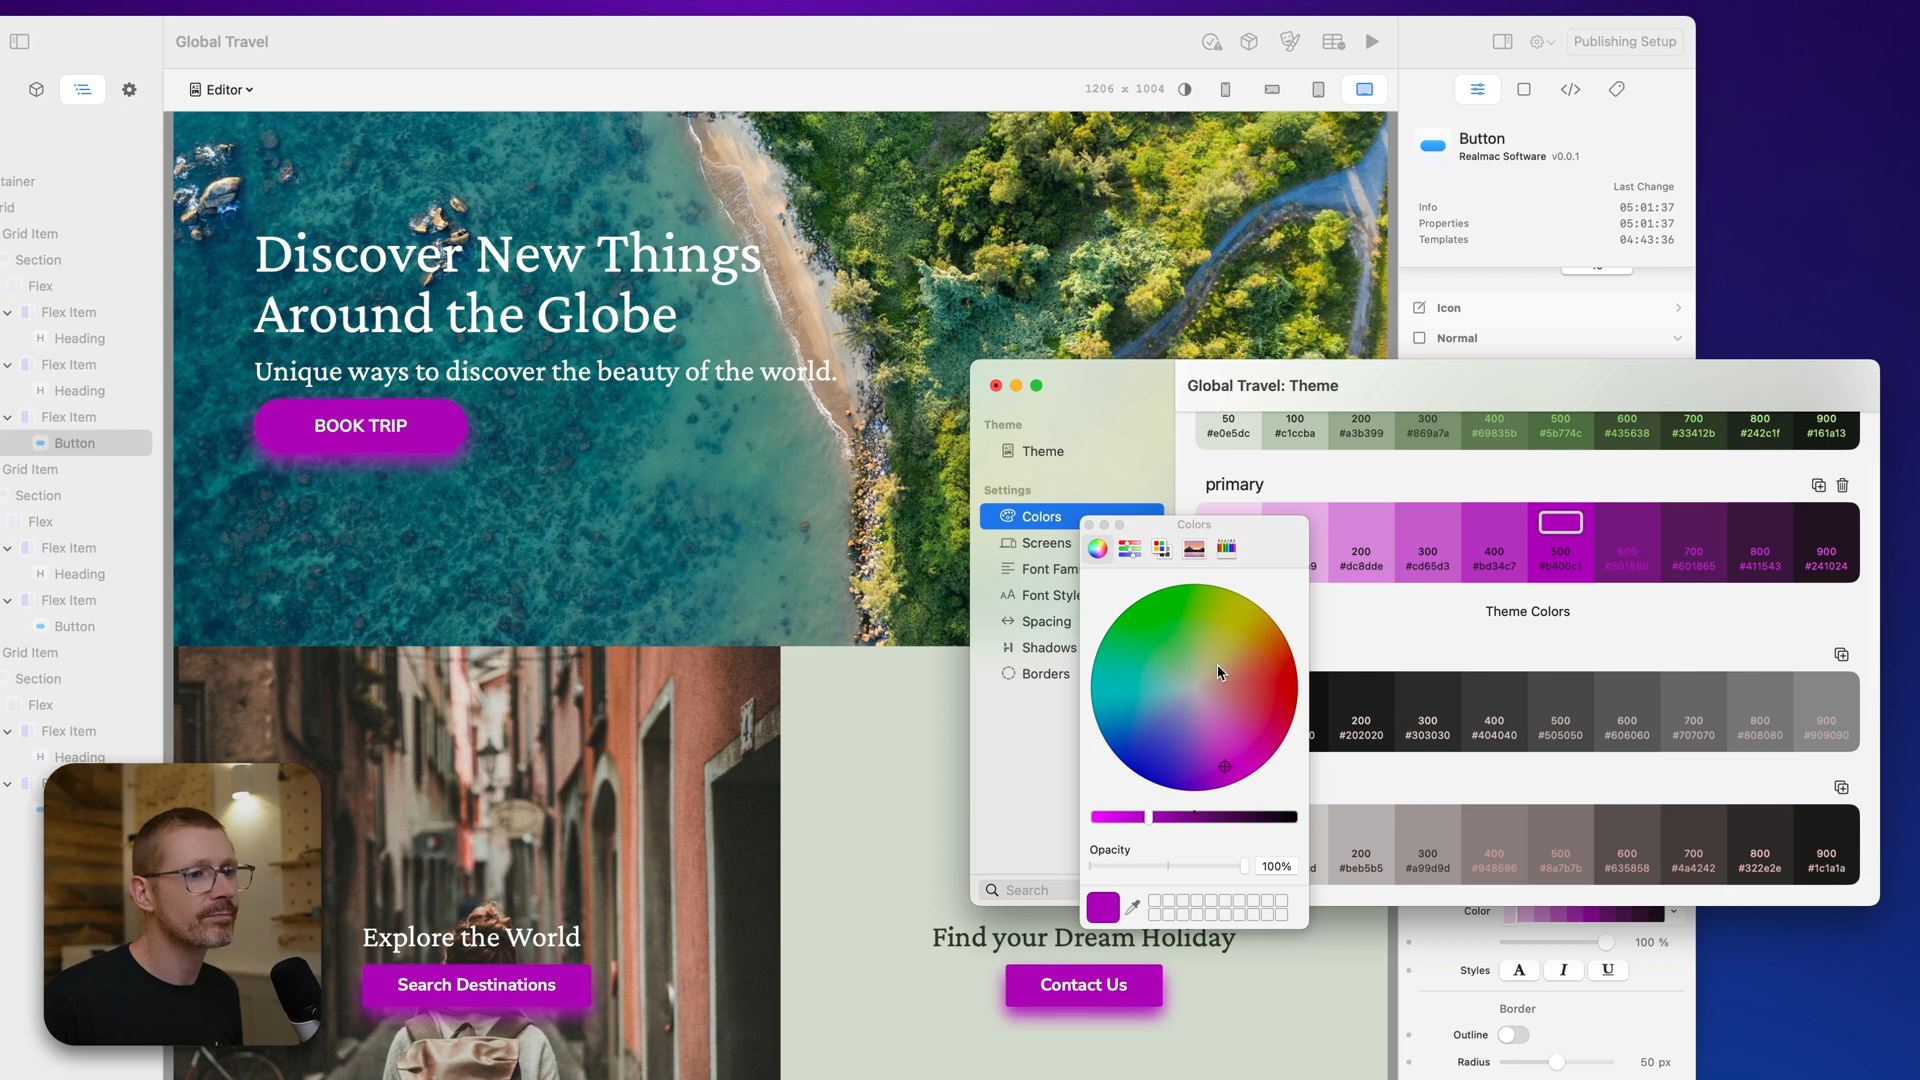 Global Travel
Publishing Setup
Editor
1206 x 1004
Button
Realmac Software v0.0.1
Last Change
Info 05:01:37
Properties 05:01:37
Templates 04:43:36
Icon
Normal
tainer
rid
Grid Item
Section
Flex
Flex Item
H Heading
Flex Item
H Heading
Flex Item
Button
Grid Item
Section
Flex
Flex Item
H Heading
Flex Item
Button
Grid Item
Section
Flex
Flex Item
H Heading
Discover New Things
Around the Globe
Unique ways to discover the beauty of the world.
BOOK TRIP
Explore the World
Search Destinations
Find your Dream Holiday
Contact Us
Global Travel: Theme
Theme
Theme
Settings
Colors
Screens
Font Fam
Font Style
Spacing
Shadows
Borders
Search
50 100 200 300 400 500 600 700 800 900
#e0e5dc #c1ccba #a3b399 #869a7a #69835b #5b774c #435638 #33412b #242c1f #161a13
primary
200 300 400 500 600 700 800 900
#dc8dde #cd65d3 #bd34c7 #b400c1 #801688 #601865 #411543 #241024
Theme Colors
200 300 400 500 600 700 800 900
#202020 #303030 #404040 #505050 #606060 #707070 #808080 #909090
200 300 400 500 600 700 800 900
#beb5b5 #a99d9d #948686 #8a7b7b #635858 #4a4242 #322e2e #1c1a1a
Colors
Opacity
100%
Color
100 %
Styles A I U
Border
Outline
Radius 50 px